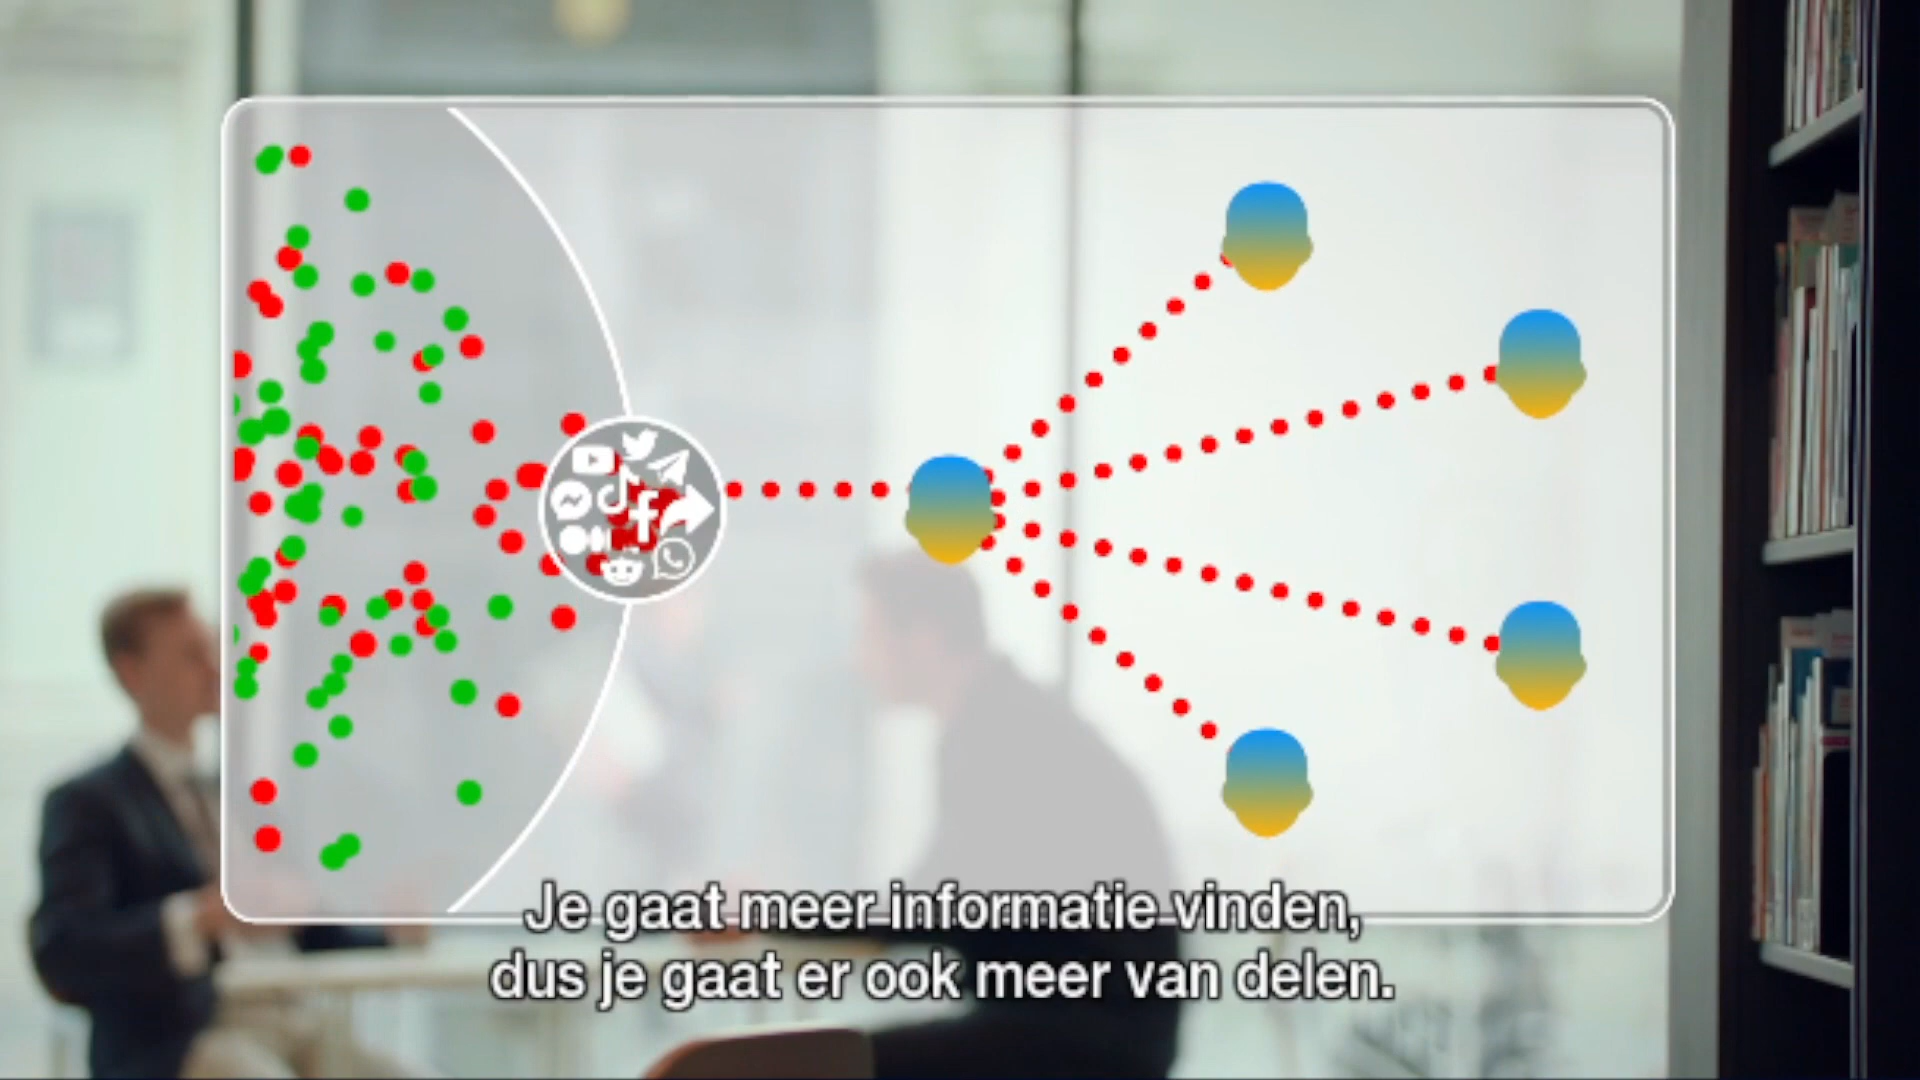 Je gaat meer informatie vinden,
dus je gaat er ook meer van delen.